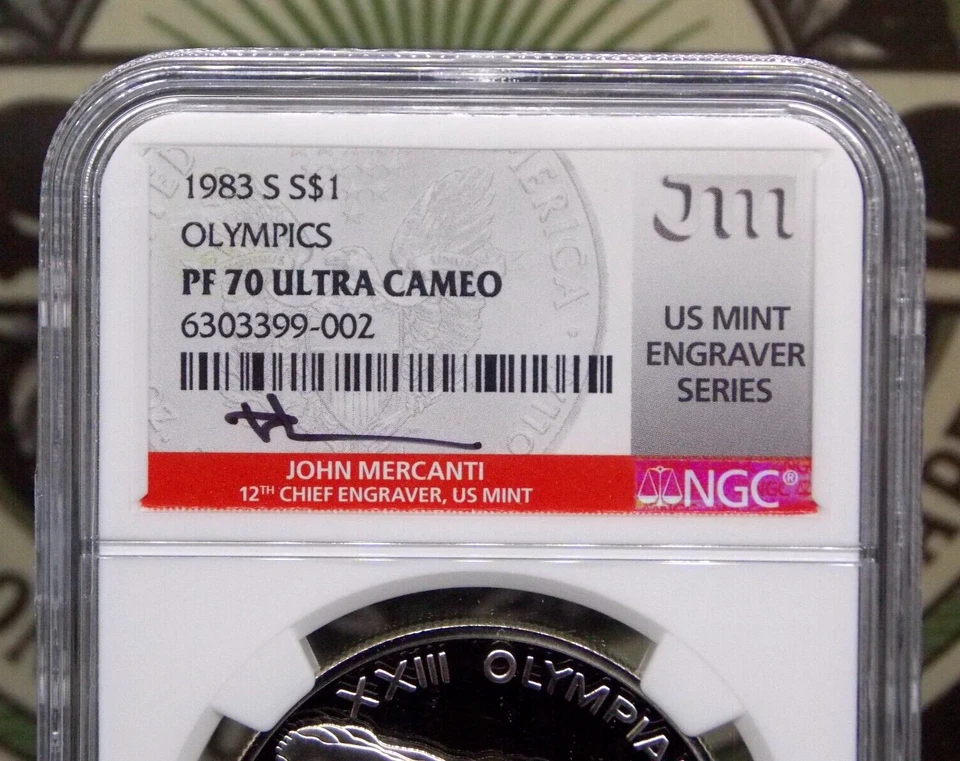 1983 S S$1
OLYMPICS
PF 70 ULTRA CAMEO
6303399-002
JM
US MINT
ENGRAVER
SERIES
JOHN MERCANTI
12TH CHIEF ENGRAVER, US MINT
NGC®
XXIII OLYMPIA